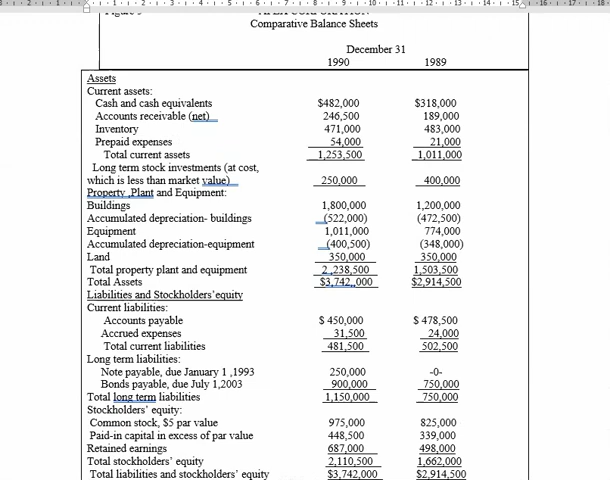 Comparative Balance Sheets
December 31
1990 1989
Assets
Current assets:
Cash and cash equivalents $482,000 $318,000
Accounts receivable (net) 246,500 189,000
Inventory 471,000 483,000
Prepaid expenses 54,000 21,000
Total current assets 1,253,500 1,011,000
Long term stock investments (at cost,
which is less than market value) 250,000 400,000
Property ,Plant and Equipment:
Buildings 1,800,000 1,200,000
Accumulated depreciation- buildings (522,000) (472,500)
Equipment 1,011,000 774,000
Accumulated depreciation-equipment (400,500) (348,000)
Land 350,000 350,000
Total property plant and equipment 2,238,500 1,503,500
Total Assets $3,742,,000 $2,914,500
Liabilities and Stockholders'equity
Current liabilities:
Accounts payable $ 450,000 $ 478,500
Accrued expenses 31,500 24,000
Total current liabilities 481,500 502,500
Long term liabilities:
Note payable, due January 1 ,1993 250,000 -0-
Bonds payable, due July 1,2003 900,000 750,000
Total long term liabilities 1,150,000 750,000
Stockholders' equity:
Common stock, $5 par value 975,000 825,000
Paid-in capital in excess of par value 448,500 339,000
Retained earnings 687,000 498,000
Total stockholders' equity 2,110,500 1,662,000
Total liabilities and stockholders' equity $3,742,000 $2,914,500